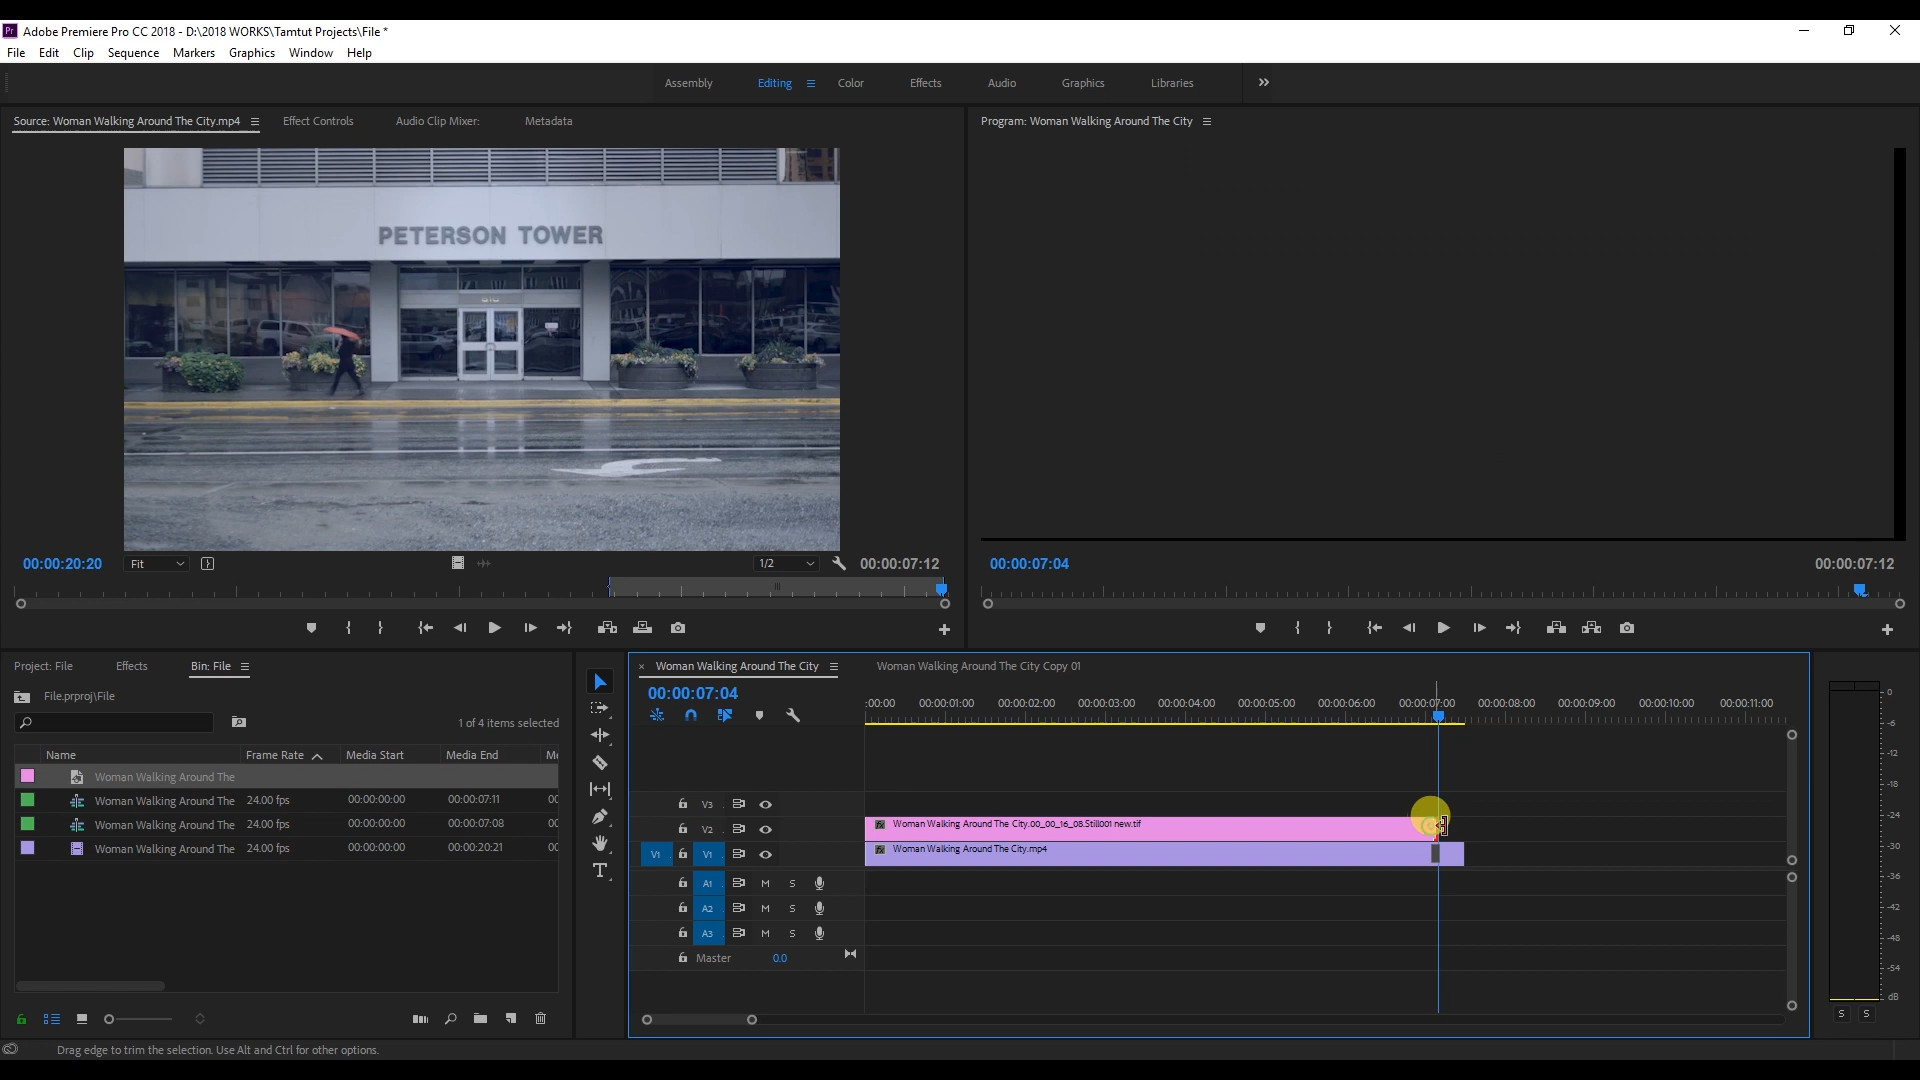 Pr Adobe Premiere Pro CC 2018 - D:\2018 WORKS\Tamtut Projects\File *
File Edit Clip Sequence Markers Graphics Window Help
Assembly Editing Color Effects Audio Graphics Libraries
Source: Woman Walking Around The City.mp4 Effect Controls Audio Clip Mixer: Metadata
PETERSON TOWER
00:00:20:20 Fit 1/2 00:00:07:12
Program: Woman Walking Around The City
00:00:07:04 00:00:07:12
Project: File Effects Bin: File
File.prproj\File
1 of 4 items selected
Name Frame Rate Media Start Media End
Woman Walking Around The
Woman Walking Around The 24.00 fps 00:00:00:00 00:00:07:11
Woman Walking Around The 24.00 fps 00:00:00:00 00:00:07:08
Woman Walking Around The 24.00 fps 00:00:00:00 00:00:20:21
× Woman Walking Around The City Woman Walking Around The City Copy 01
00:00:07:04
:00:00 00:00:01:00 00:00:02:00 00:00:03:00 00:00:04:00 00:00:05:00 00:00:06:00 00:00:07:00 00:00:08:00 00:00:09:00 00:00:10:00 00:00:11:00
V3
V2 Woman Walking Around The City.00_00_16_08.Still001 new.tif
V1 V1 Woman Walking Around The City.mp4
A1 M S
A2 M S
A3 M S
Master 0.0
0
-6
-12
-18
-24
-30
-36
-42
-48
-54
dB
S S
Drag edge to trim the selection. Use Alt and Ctrl for other options.